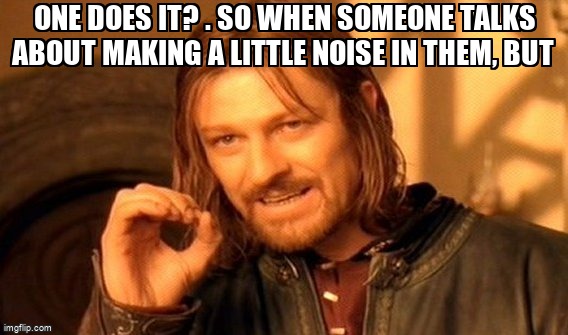 ONE DOES IT? . SO WHEN SOMEONE TALKS
ABOUT MAKING A LITTLE NOISE IN THEM, BUT
imgflip.com